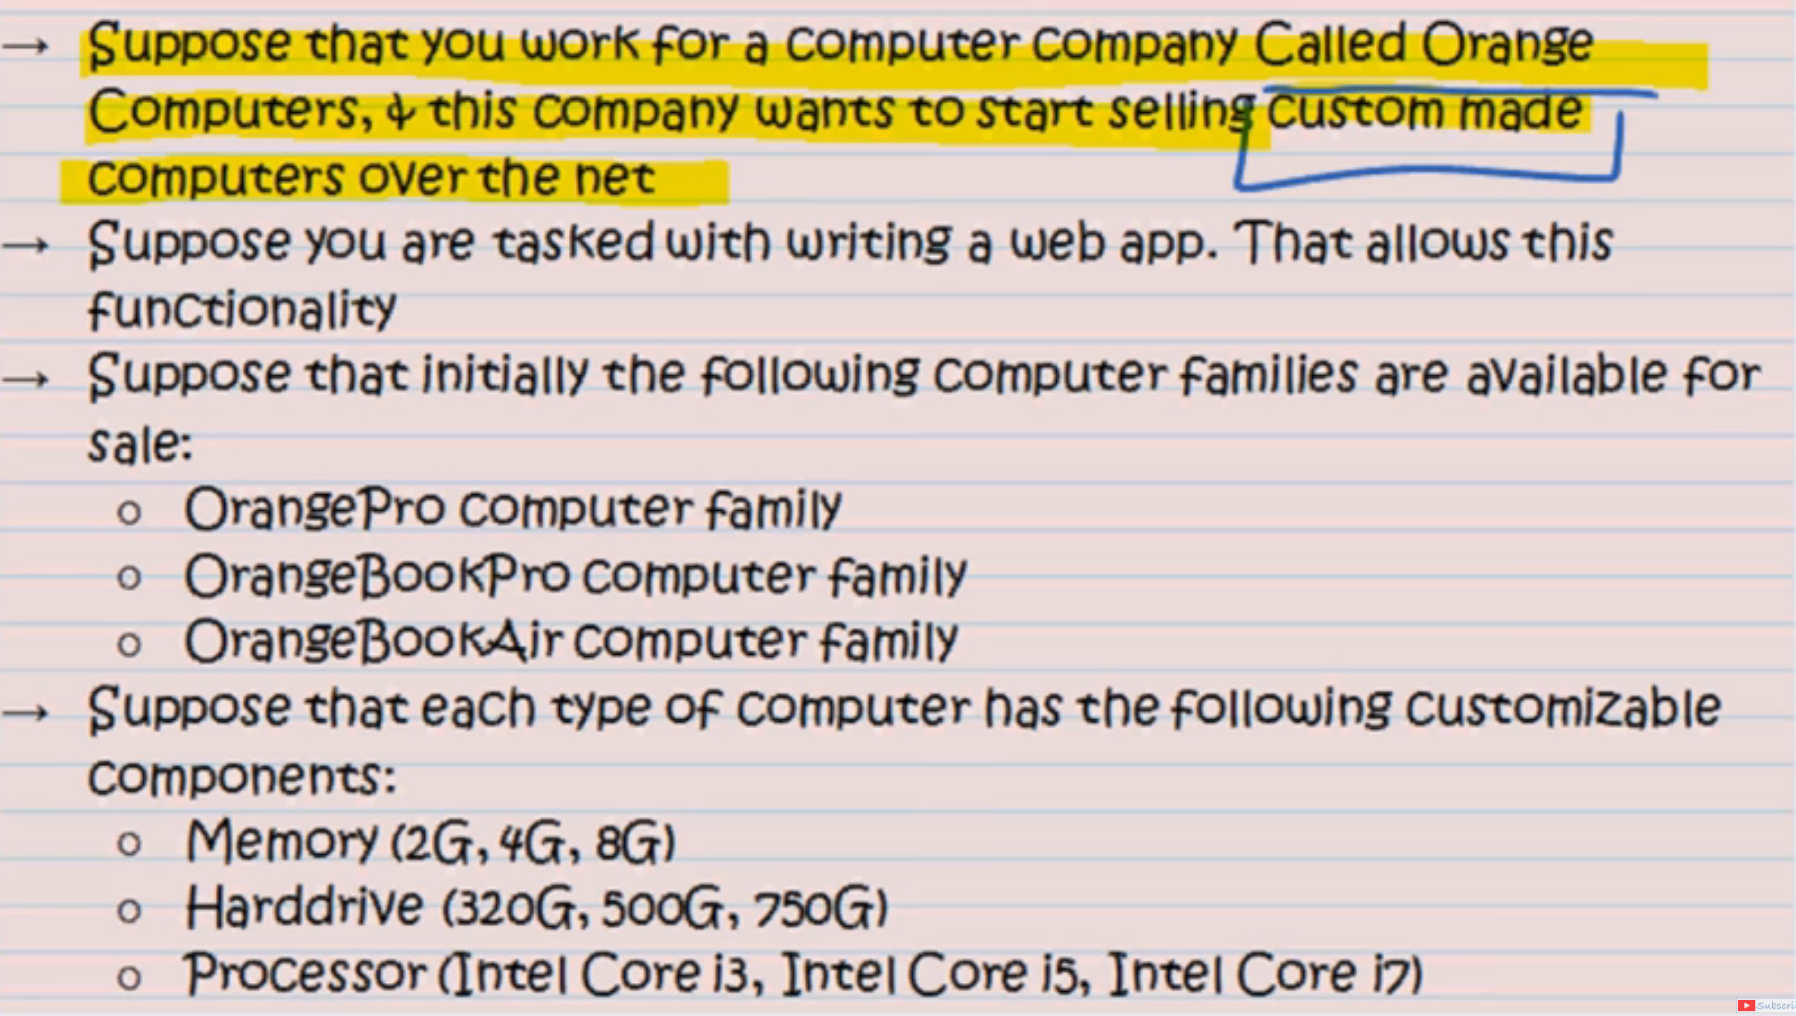 → Suppose that you work for a computer company Called Orange
Computers, & this company wants to start selling custom made
computers over the net
→ Suppose you are tasked with writing a web app. That allows this
functionality
→ Suppose that initially the following computer families are available for
sale:
o OrangePro computer family
o OrangeBookPro computer family
o OrangeBookAir computer family
→ Suppose that each type of computer has the following customizable
components:
o Memory (2G, 4G, 8G)
o Harddrive (320G, 500G, 750G)
o Processor (Intel Core i3, Intel Core i5, Intel Core i7)
Subscri